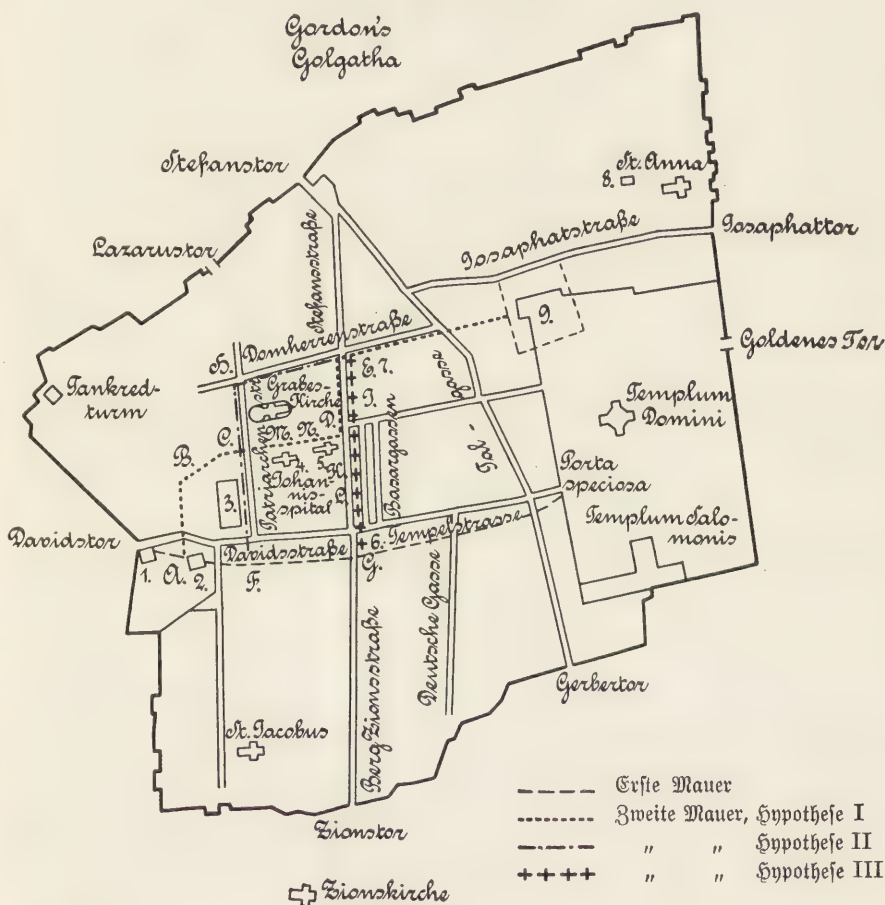 Gordon's
Golgatha
Stefanstor
St. Anna
8.
Lazarustor
Josaphatstraße
Josaphattor
Stefansstraße
9.
H. Domherrenstraße
Goldenes Tor
E. 7.
Tankred-
turm
Grabes-
Kirche
J.
Tal-
gasse
Templum
Domini
C.
M. N. D.
B.
Patriarchenstr.
4. 5.
K.
Johan-
nis-
spital
L.
Basargassen
Porta
speciosa
3.
Davidstor
Davidsstraße
6. Tempelstrasse
Templum Salo-
monis
1. A. 2.
F.
G.
Deutsche Gasse
Gerbertor
St. Jacobus
Berg Zionsstraße
Zionstor
Erste Mauer
Zweite Mauer, Hypothese I
" " Hypothese II
" " Hypothese III
Zionskirche